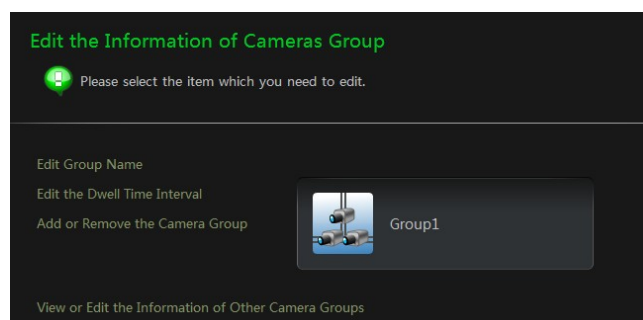 Edit the Information of Cameras Group
Please select the item which you need to edit.
Edit Group Name
Edit the Dwell Time Interval
Add or Remove the Camera Group
Group1
View or Edit the Information of Other Camera Groups